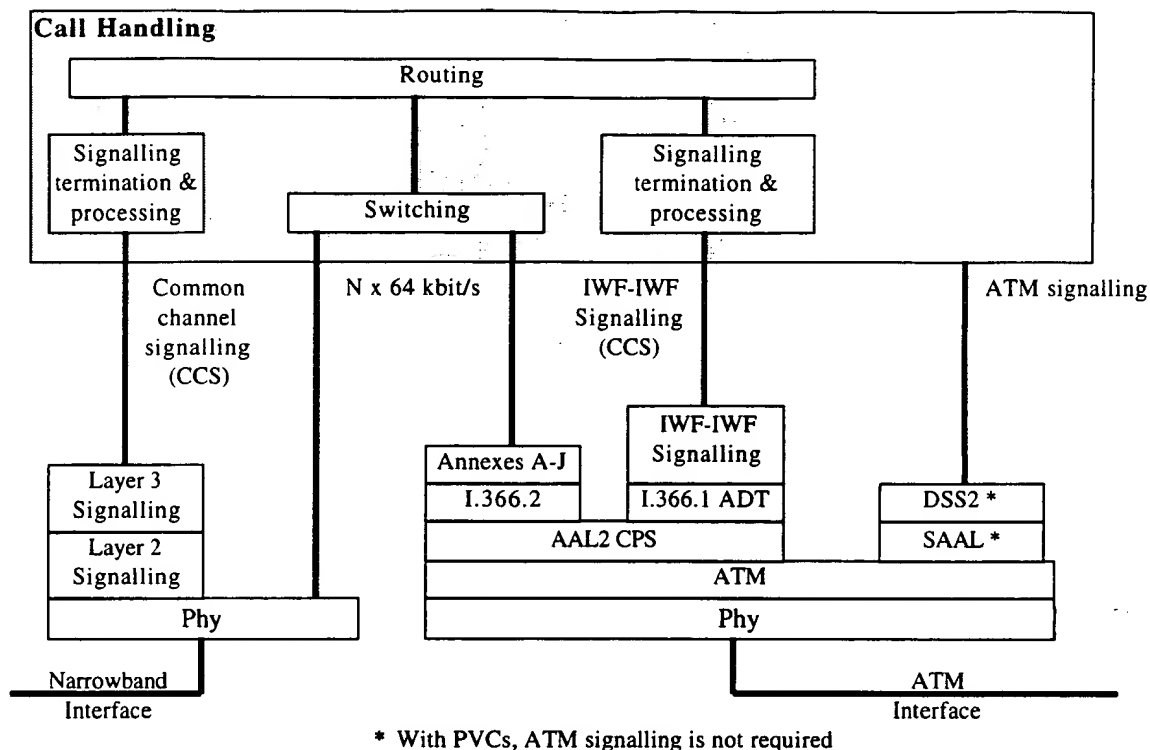 Call Handling
Routing
Signalling
termination &
processing
Switching
Signalling
termination &
processing
Common
channel
signalling
(CCS)
N x 64 kbit/s
IWF-IWF
Signalling
(CCS)
ATM signalling
IWF-IWF
Signalling
Annexes A-J
Layer 3
Signalling
I.366.2
I.366.1 ADT
DSS2 *
Layer 2
Signalling
AAL2 CPS
SAAL *
ATM
Phy
Phy
Narrowband
Interface
ATM
Interface
* With PVCs, ATM signalling is not required